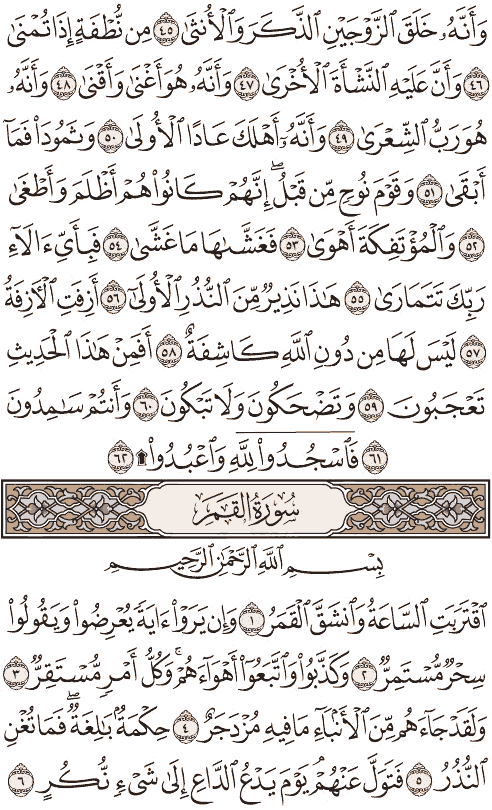 وَأَنَّهُۥ خَلَقَ ٱلزَّوْجَيْنِ ٱلذَّكَرَ وَٱلْأُنثَىٰ ٤٥ مِن نُّطْفَةٍ إِذَا تُمْنَىٰ
٤٦ وَأَنَّ عَلَيْهِ ٱلنَّشْأَةَ ٱلْأُخْرَىٰ ٤٧ وَأَنَّهُۥ هُوَ أَغْنَىٰ وَأَقْنَىٰ ٤٨ وَأَنَّهُۥ
هُوَ رَبُّ ٱلشِّعْرَىٰ ٤٩ وَأَنَّهُۥٓ أَهْلَكَ عَادًا ٱلْأُولَىٰ ٥٠ وَثَمُودَا۟ فَمَآ
أَبْقَىٰ ٥١ وَقَوْمَ نُوحٍ مِّن قَبْلُ ۖ إِنَّهُمْ كَانُوا۟ هُمْ أَظْلَمَ وَأَطْغَىٰ
٥٢ وَٱلْمُؤْتَفِكَةَ أَهْوَىٰ ٥٣ فَغَشَّىٰهَا مَا غَشَّىٰ ٥٤ فَبِأَىِّ ءَالَآءِ
رَبِّكَ تَتَمَارَىٰ ٥٥ هَٰذَا نَذِيرٌ مِّنَ ٱلنُّذُرِ ٱلْأُولَىٰٓ ٥٦ أَزِفَتِ ٱلْءَازِفَةُ
٥٧ لَيْسَ لَهَا مِن دُونِ ٱللَّهِ كَاشِفَةٌ ٥٨ أَفَمِنْ هَٰذَا ٱلْحَدِيثِ
تَعْجَبُونَ ٥٩ وَتَضْحَكُونَ وَلَا تَبْكُونَ ٦٠ وَأَنتُمْ سَٰمِدُونَ
٦١ فَٱسْجُدُوا۟ لِلَّهِ وَٱعْبُدُوا۟ ٦٢
سُورَةُ القَمَرِ
بِسْمِ ٱللَّهِ ٱلرَّحْمَٰنِ ٱلرَّحِيمِ
ٱقْتَرَبَتِ ٱلسَّاعَةُ وَٱنشَقَّ ٱلْقَمَرُ ١ وَإِن يَرَوْا۟ ءَايَةً يُعْرِضُوا۟ وَيَقُولُوا۟
سِحْرٌ مُّسْتَمِرٌّ ٢ وَكَذَّبُوا۟ وَٱتَّبَعُوٓا۟ أَهْوَآءَهُمْ ۚ وَكُلُّ أَمْرٍ مُّسْتَقِرٌّ ٣
وَلَقَدْ جَآءَهُم مِّنَ ٱلْأَنۢبَآءِ مَا فِيهِ مُزْدَجَرٌ ٤ حِكْمَةٌۢ بَٰلِغَةٌ ۖ فَمَا تُغْنِ
ٱلنُّذُرُ ٥ فَتَوَلَّ عَنْهُمْ ۘ يَوْمَ يَدْعُ ٱلدَّاعِ إِلَىٰ شَىْءٍ نُّكُرٍ ٦